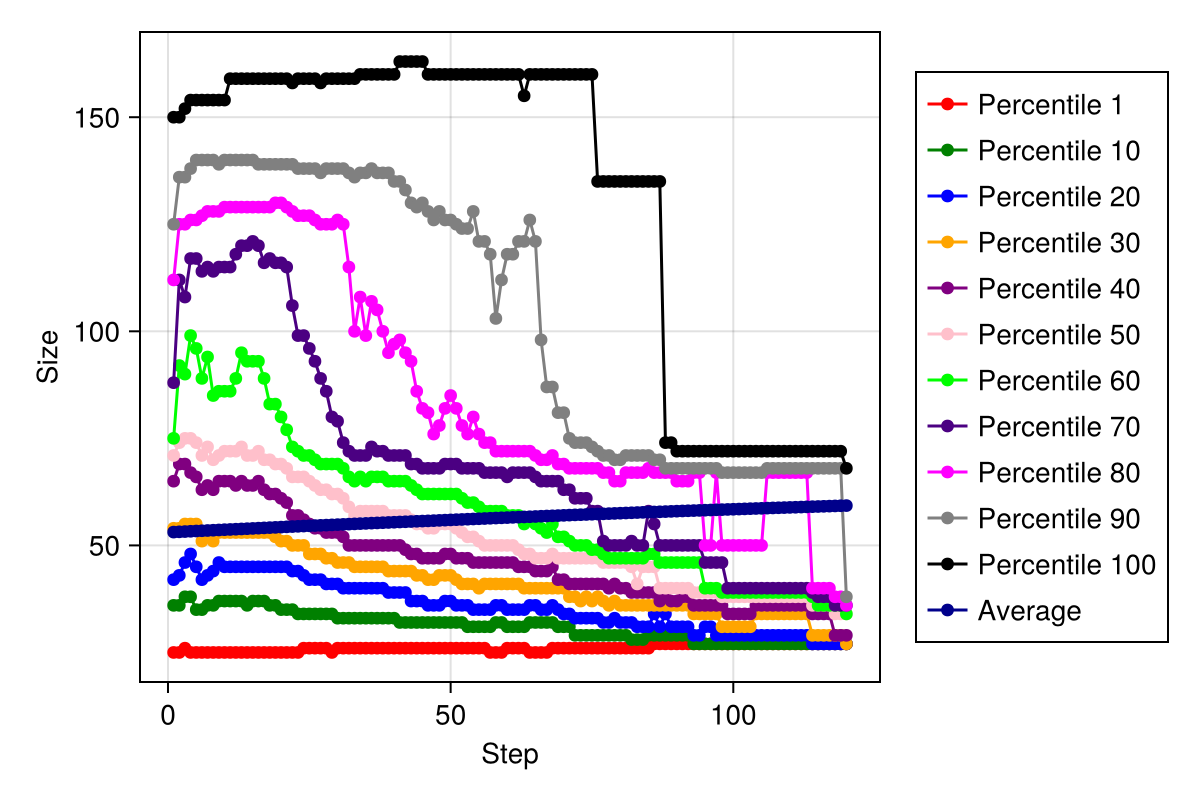 150
100
50
Size
0
50
100
Step
Percentile 1
Percentile 10
Percentile 20
Percentile 30
Percentile 40
Percentile 50
Percentile 60
Percentile 70
Percentile 80
Percentile 90
Percentile 100
Average